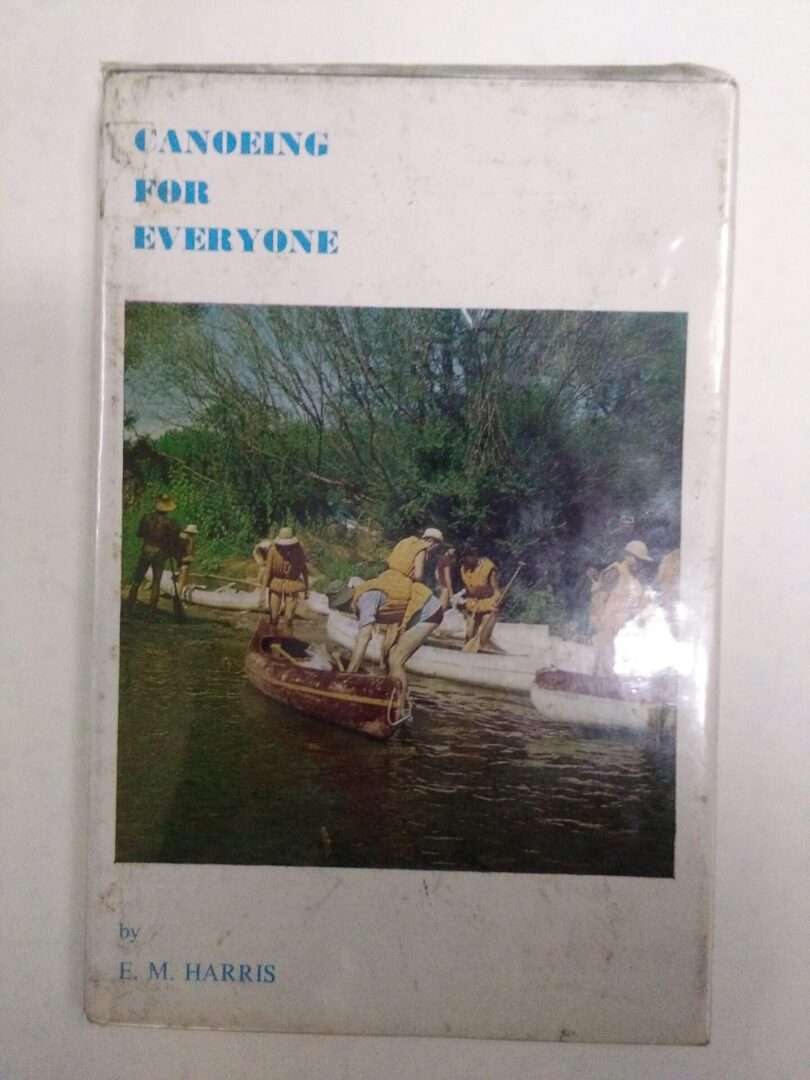 CANOEING
FOR
EVERYONE
by
E. M. HARRIS